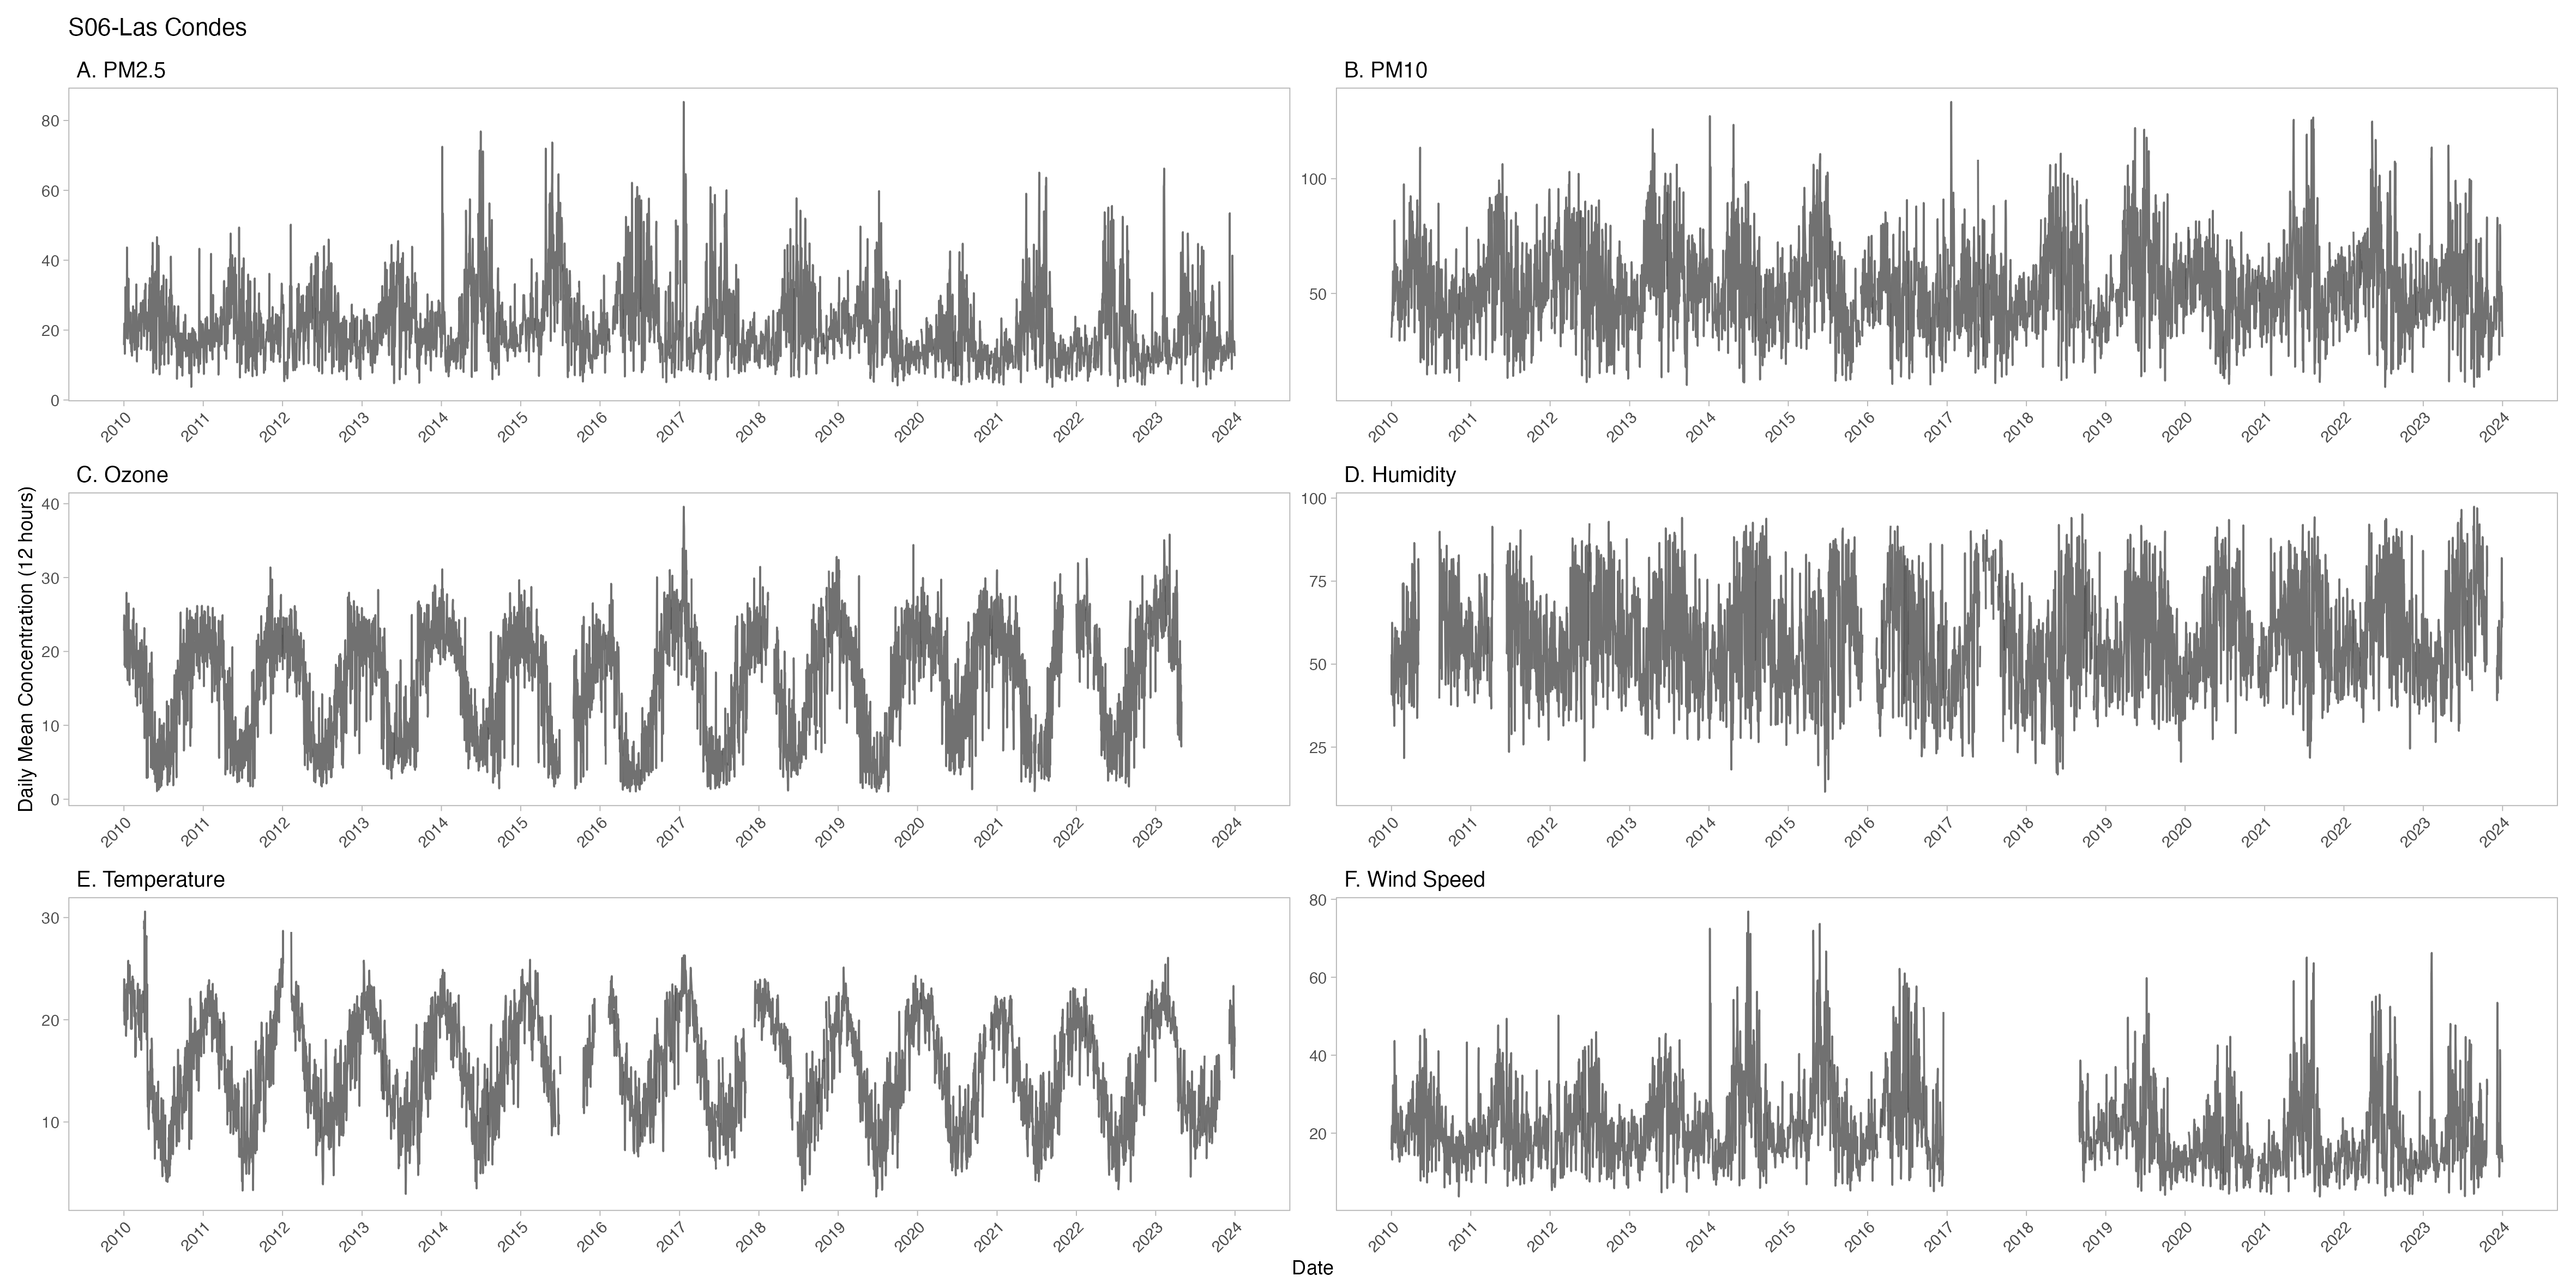 S06-Las Condes
A. PM2.5
80
60
40
20
0
2010 2011 2012 2013 2014 2015 2016 2017 2018 2019 2020 2021 2022 2023 2024
B. PM10
100
50
2010 2011 2012 2013 2014 2015 2016 2017 2018 2019 2020 2021 2022 2023 2024
Daily Mean Concentration (12 hours)
C. Ozone
40
30
20
10
0
2010 2011 2012 2013 2014 2015 2016 2017 2018 2019 2020 2021 2022 2023 2024
D. Humidity
100
75
50
25
2010 2011 2012 2013 2014 2015 2016 2017 2018 2019 2020 2021 2022 2023 2024
E. Temperature
30
20
10
2010 2011 2012 2013 2014 2015 2016 2017 2018 2019 2020 2021 2022 2023 2024
F. Wind Speed
80
60
40
20
2010 2011 2012 2013 2014 2015 2016 2017 2018 2019 2020 2021 2022 2023 2024
Date